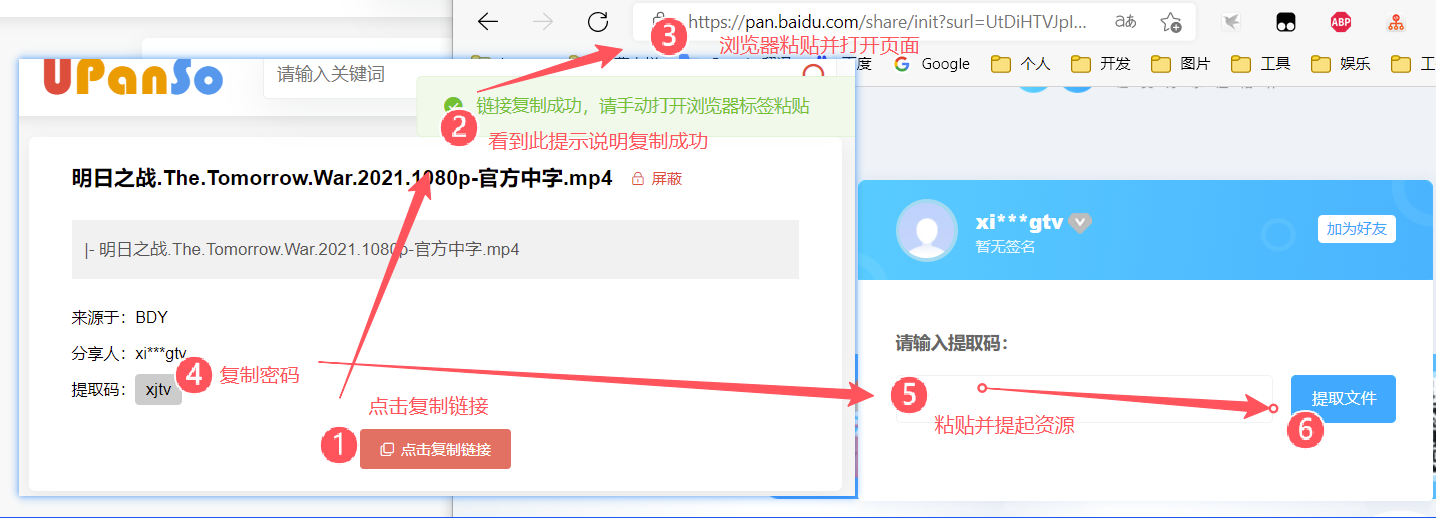 https://pan.baidu.com/share/init?surl=UtDiHTVJpI...
aあ
ABP
3
浏览器粘贴并打开页面
Google
个人
开发
图片
工具
娱乐
工
UPanSo
请输入关键词
百度
链接复制成功，请手动打开浏览器标签粘贴
2
看到此提示说明复制成功
明日之战.The.Tomorrow.War.2021.1080p-官方中字.mp4
屏蔽
|- 明日之战.The.Tomorrow.War.2021.1080p-官方中字.mp4
来源于：BDY
分享人：xi***gtv
提取码：xjtv
4
复制密码
点击复制链接
1
点击复制链接
xi***gtv
暂无签名
加为好友
请输入提取码：
5
提取文件
粘贴并提起资源
6